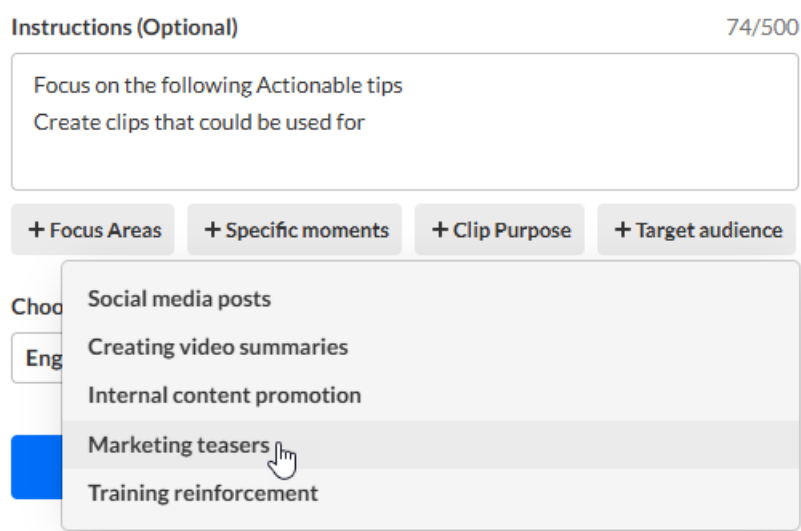 Instructions (Optional) 74/500
Focus on the following Actionable tips
Create clips that could be used for
+ Focus Areas + Specific moments + Clip Purpose + Target audience
Social media posts
Choo
Creating video summaries
Eng
Internal content promotion
Marketing teasers
Training reinforcement